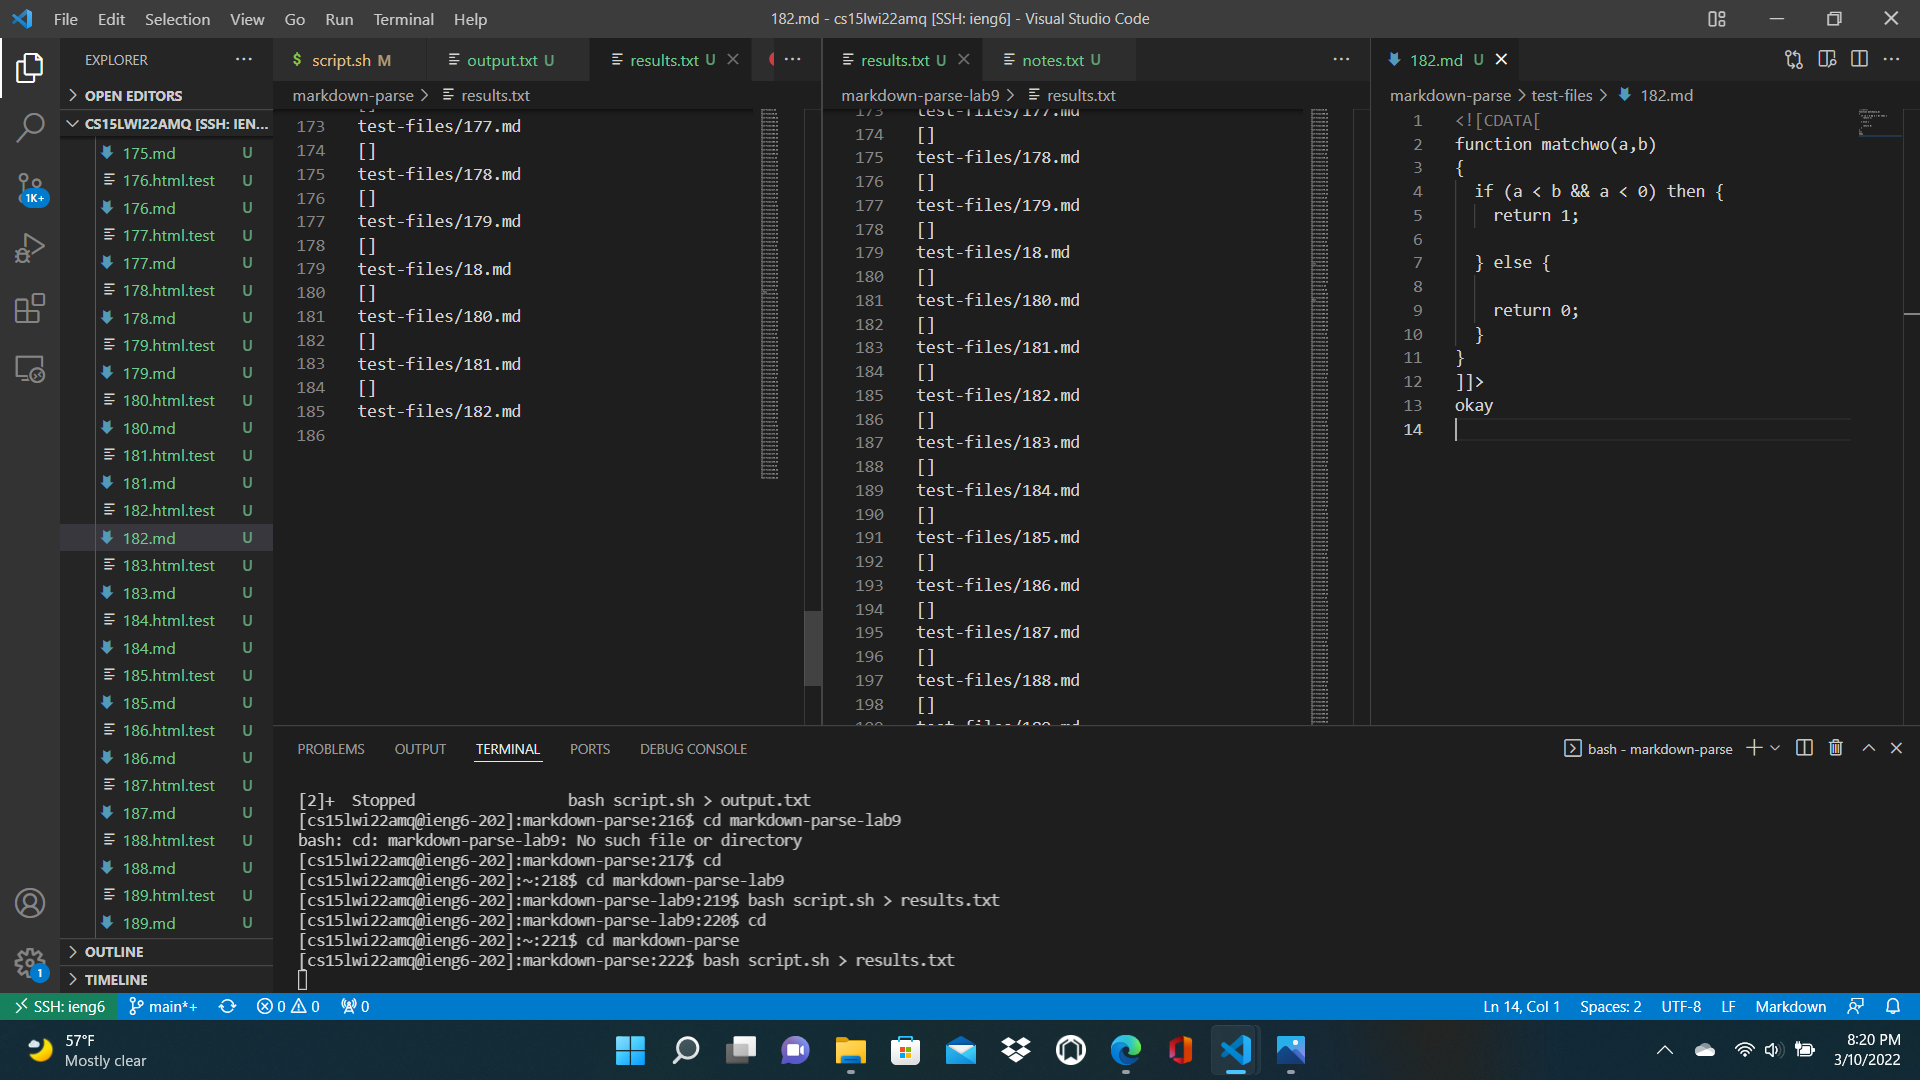 File Edit Selection View Go Run Terminal Help
182.md - cs15lwi22amq [SSH: ieng6] - Visual Studio Code
EXPLORER
OPEN EDITORS
CS15LWI22AMQ [SSH: IEN...
175.md U
176.html.test U
176.md U
177.html.test U
177.md U
178.html.test U
178.md U
179.html.test U
179.md U
180.html.test U
180.md U
181.html.test U
181.md U
182.html.test U
182.md U
183.html.test U
183.md U
184.html.test U
184.md U
185.html.test U
185.md U
186.html.test U
186.md U
187.html.test U
187.md U
188.html.test U
188.md U
189.html.test U
189.md U
OUTLINE
TIMELINE
1K+
1
$ script.sh M
output.txt U
results.txt U
markdown-parse > results.txt
173 test-files/177.md
174 []
175 test-files/178.md
176 []
177 test-files/179.md
178 []
179 test-files/18.md
180 []
181 test-files/180.md
182 []
183 test-files/181.md
184 []
185 test-files/182.md
186
results.txt U
notes.txt U
markdown-parse-lab9 > results.txt
173 test-files/177.md
174 []
175 test-files/178.md
176 []
177 test-files/179.md
178 []
179 test-files/18.md
180 []
181 test-files/180.md
182 []
183 test-files/181.md
184 []
185 test-files/182.md
186 []
187 test-files/183.md
188 []
189 test-files/184.md
190 []
191 test-files/185.md
192 []
193 test-files/186.md
194 []
195 test-files/187.md
196 []
197 test-files/188.md
198 []
199 test-files/189.md
182.md U
markdown-parse > test-files > 182.md
1 <![CDATA[
2 function matchwo(a,b)
3 {
4 if (a < b && a < 0) then {
5 return 1;
6
7 } else {
8
9 return 0;
10 }
11 }
12 ]]>
13 okay
14
PROBLEMS OUTPUT TERMINAL PORTS DEBUG CONSOLE
bash - markdown-parse
[2]+  Stopped                 bash script.sh > output.txt
[cs15lwi22amq@ieng6-202]:markdown-parse:216$ cd markdown-parse-lab9
bash: cd: markdown-parse-lab9: No such file or directory
[cs15lwi22amq@ieng6-202]:markdown-parse:217$ cd
[cs15lwi22amq@ieng6-202]:~:218$ cd markdown-parse-lab9
[cs15lwi22amq@ieng6-202]:markdown-parse-lab9:219$ bash script.sh > results.txt
[cs15lwi22amq@ieng6-202]:markdown-parse-lab9:220$ cd
[cs15lwi22amq@ieng6-202]:~:221$ cd markdown-parse
[cs15lwi22amq@ieng6-202]:markdown-parse:222$ bash script.sh > results.txt
SSH: ieng6 main*+ 0 0 0
Ln 14, Col 1 Spaces: 2 UTF-8 LF Markdown
57°F
Mostly clear
8:20 PM
3/10/2022